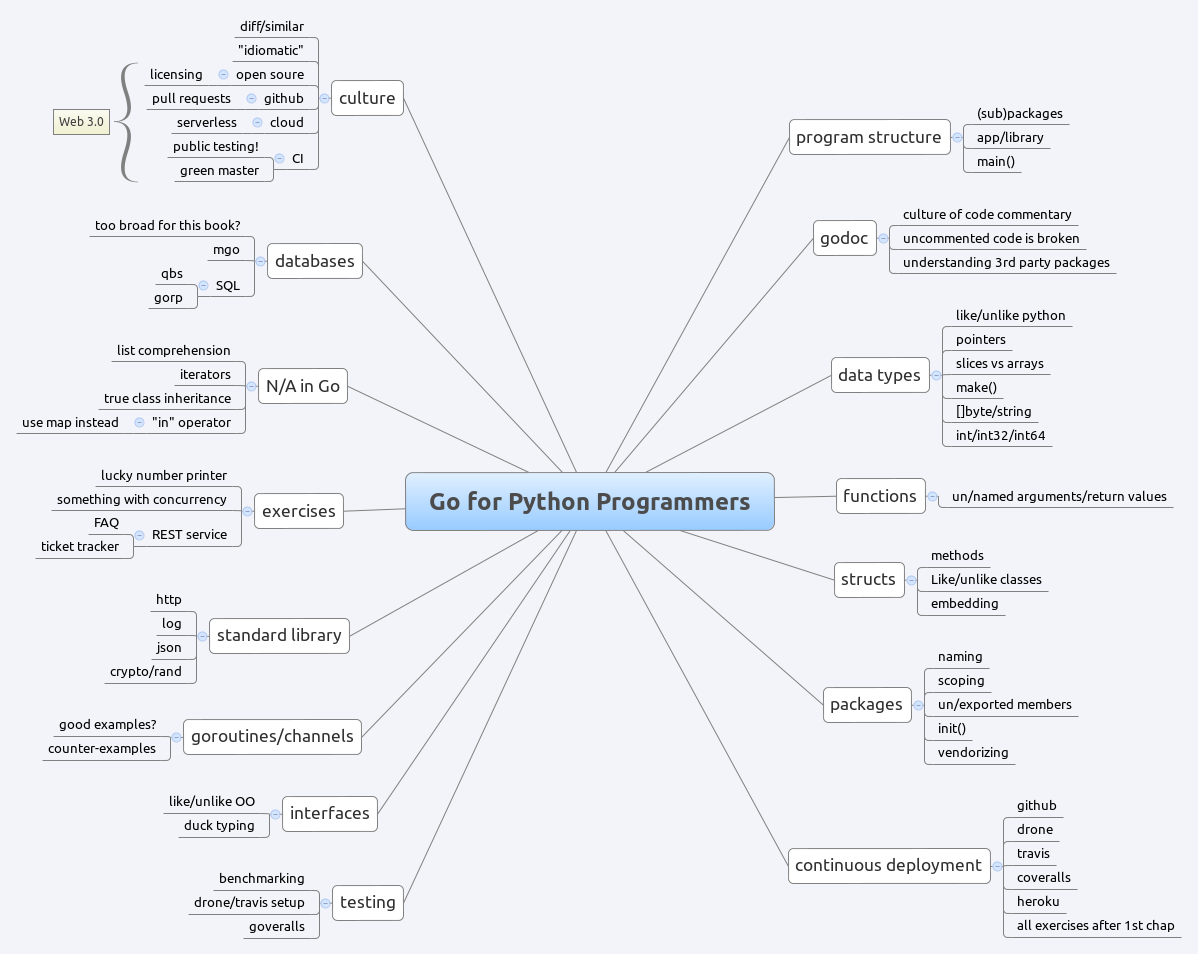 Go for Python Programmers
culture
diff/similar
"idiomatic"
open soure
licensing
github
pull requests
cloud
serverless
CI
public testing!
green master
Web 3.0
databases
too broad for this book?
mgo
SQL
qbs
gorp
N/A in Go
list comprehension
iterators
true class inheritance
"in" operator
use map instead
exercises
lucky number printer
something with concurrency
REST service
FAQ
ticket tracker
standard library
http
log
json
crypto/rand
goroutines/channels
good examples?
counter-examples
interfaces
like/unlike OO
duck typing
testing
benchmarking
drone/travis setup
goveralls
program structure
(sub)packages
app/library
main()
godoc
culture of code commentary
uncommented code is broken
understanding 3rd party packages
data types
like/unlike python
pointers
slices vs arrays
make()
[]byte/string
int/int32/int64
functions
un/named arguments/return values
structs
methods
Like/unlike classes
embedding
packages
naming
scoping
un/exported members
init()
vendorizing
continuous deployment
github
drone
travis
coveralls
heroku
all exercises after 1st chap